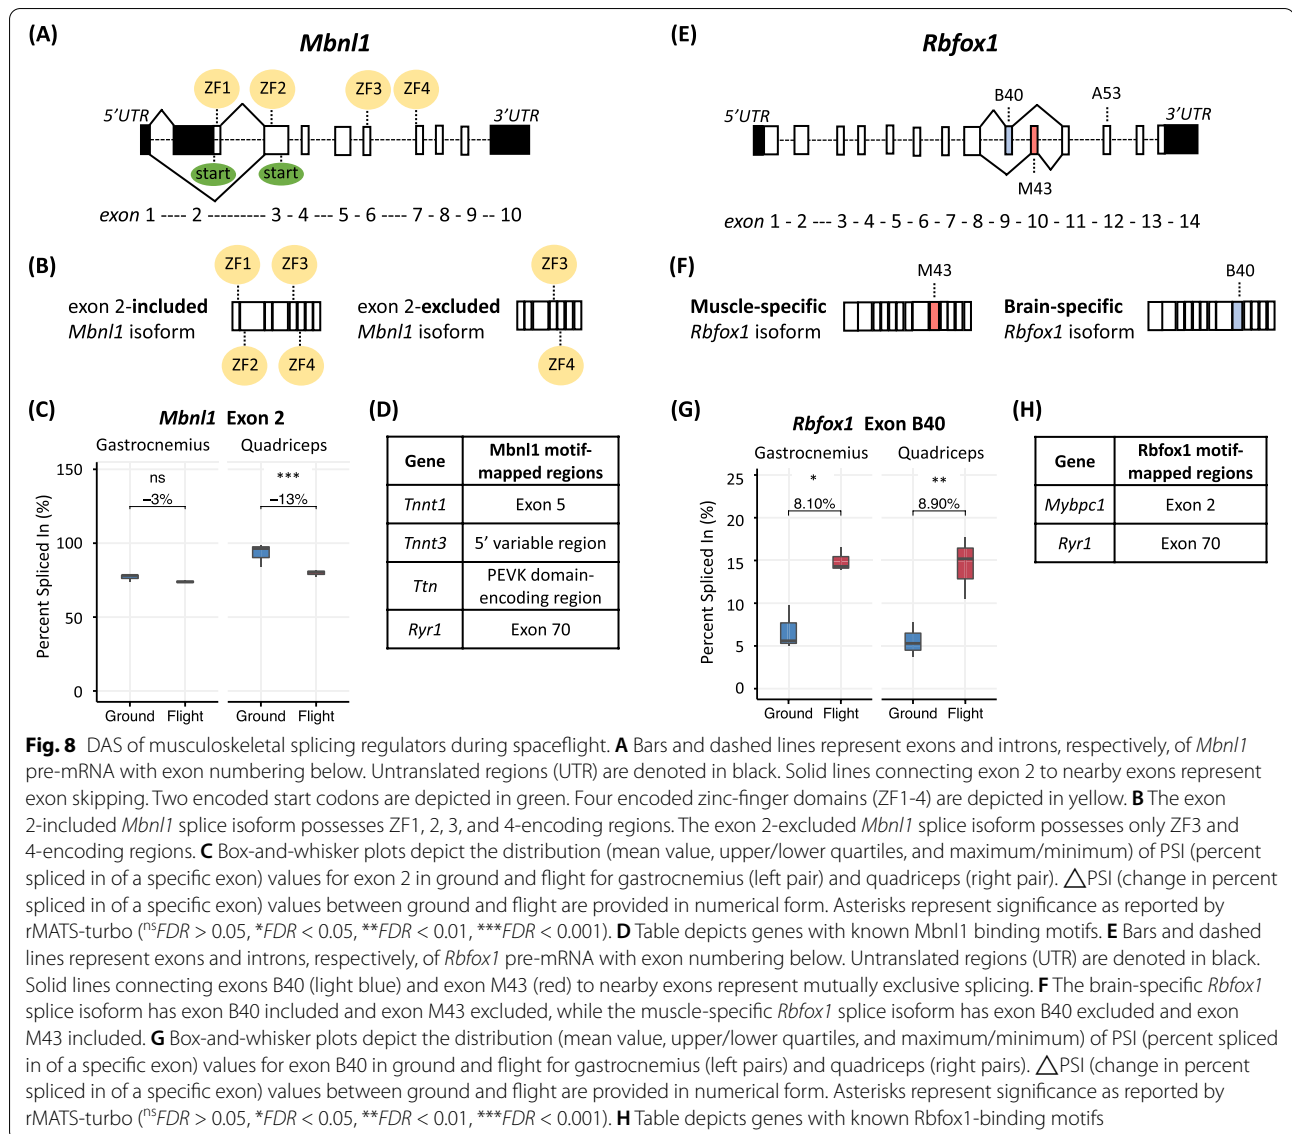 (A)
Mbnl1
ZF1
ZF2
ZF3
ZF4
5’UTR
3’UTR
start
start
exon 1 ---- 2 ---------- 3 - 4 --- 5 - 6 ---- 7 - 8 - 9 -- 10
(B)
exon 2-included
Mbnl1 isoform
ZF1
ZF3
ZF2
ZF4
exon 2-excluded
Mbnl1 isoform
ZF3
ZF4
(C)
Mbnl1 Exon 2
Gastrocnemius
Quadriceps
Percent Spliced In (%)
150
100
50
0
ns
−3%
***
−13%
Ground
Flight
Ground
Flight
(D)
Gene
Mbnl1 motif-
mapped regions
Tnnt1
Exon 5
Tnnt3
5’ variable region
Ttn
PEVK domain-
encoding region
Ryr1
Exon 70
(E)
Rbfox1
5’UTR
B40
A53
3’UTR
M43
exon 1 - 2 --- 3 - 4 - 5 - 6 - 7 - 8 - 9 - 10 - 11 - 12 - 13 - 14
(F)
Muscle-specific
Rbfox1 isoform
M43
Brain-specific
Rbfox1 isoform
B40
(G)
Rbfox1 Exon B40
Gastrocnemius
Quadriceps
Percent Spliced In (%)
25
20
15
10
5
0
*
8.10%
**
8.90%
Ground
Flight
Ground
Flight
(H)
Gene
Rbfox1 motif-
mapped regions
Mybpc1
Exon 2
Ryr1
Exon 70
Fig. 8 DAS of musculoskeletal splicing regulators during spaceflight. A Bars and dashed lines represent exons and introns, respectively, of Mbnl1
pre-mRNA with exon numbering below. Untranslated regions (UTR) are denoted in black. Solid lines connecting exon 2 to nearby exons represent
exon skipping. Two encoded start codons are depicted in green. Four encoded zinc-finger domains (ZF1-4) are depicted in yellow. B The exon
2-included Mbnl1 splice isoform possesses ZF1, 2, 3, and 4-encoding regions. The exon 2-excluded Mbnl1 splice isoform possesses only ZF3 and
4-encoding regions. C Box-and-whisker plots depict the distribution (mean value, upper/lower quartiles, and maximum/minimum) of PSI (percent
spliced in of a specific exon) values for exon 2 in ground and flight for gastrocnemius (left pair) and quadriceps (right pair). △PSI (change in percent
spliced in of a specific exon) values between ground and flight are provided in numerical form. Asterisks represent significance as reported by
rMATS-turbo (nsFDR > 0.05, *FDR < 0.05, **FDR < 0.01, ***FDR < 0.001). D Table depicts genes with known Mbnl1 binding motifs. E Bars and dashed
lines represent exons and introns, respectively, of Rbfox1 pre-mRNA with exon numbering below. Untranslated regions (UTR) are denoted in black.
Solid lines connecting exons B40 (light blue) and exon M43 (red) to nearby exons represent mutually exclusive splicing. F The brain-specific Rbfox1
splice isoform has exon B40 included and exon M43 excluded, while the muscle-specific Rbfox1 splice isoform has exon B40 excluded and exon
M43 included. G Box-and-whisker plots depict the distribution (mean value, upper/lower quartiles, and maximum/minimum) of PSI (percent spliced
in of a specific exon) values for exon B40 in ground and flight for gastrocnemius (left pairs) and quadriceps (right pairs). △PSI (change in percent
spliced in of a specific exon) values between ground and flight are provided in numerical form. Asterisks represent significance as reported by
rMATS-turbo (nsFDR > 0.05, *FDR < 0.05, **FDR < 0.01, ***FDR < 0.001). H Table depicts genes with known Rbfox1-binding motifs